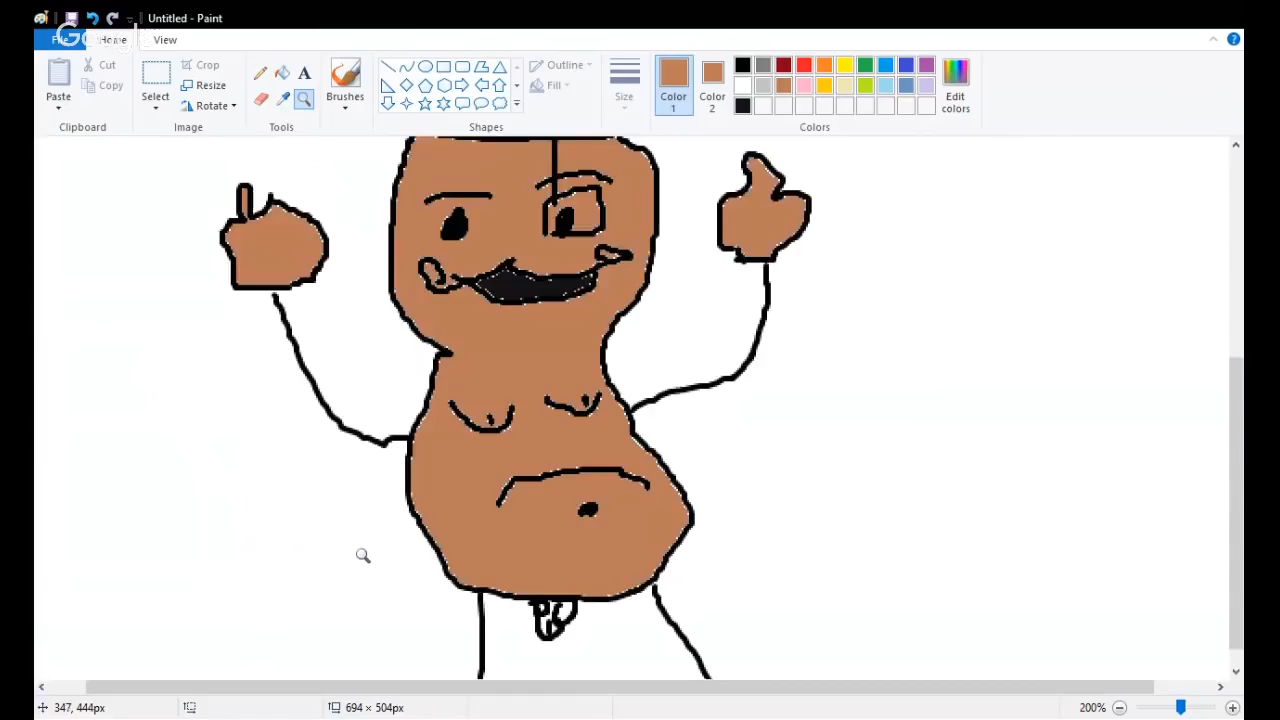 Untitled - Paint
Google
File Home View
Paste
Cut
Copy
Clipboard
Select
Crop
Resize
Rotate
Image
Tools
Brushes
Outline
Fill
Shapes
Size
Color 1
Color 2
Colors
Edit colors
347, 444px
694 × 504px
200%